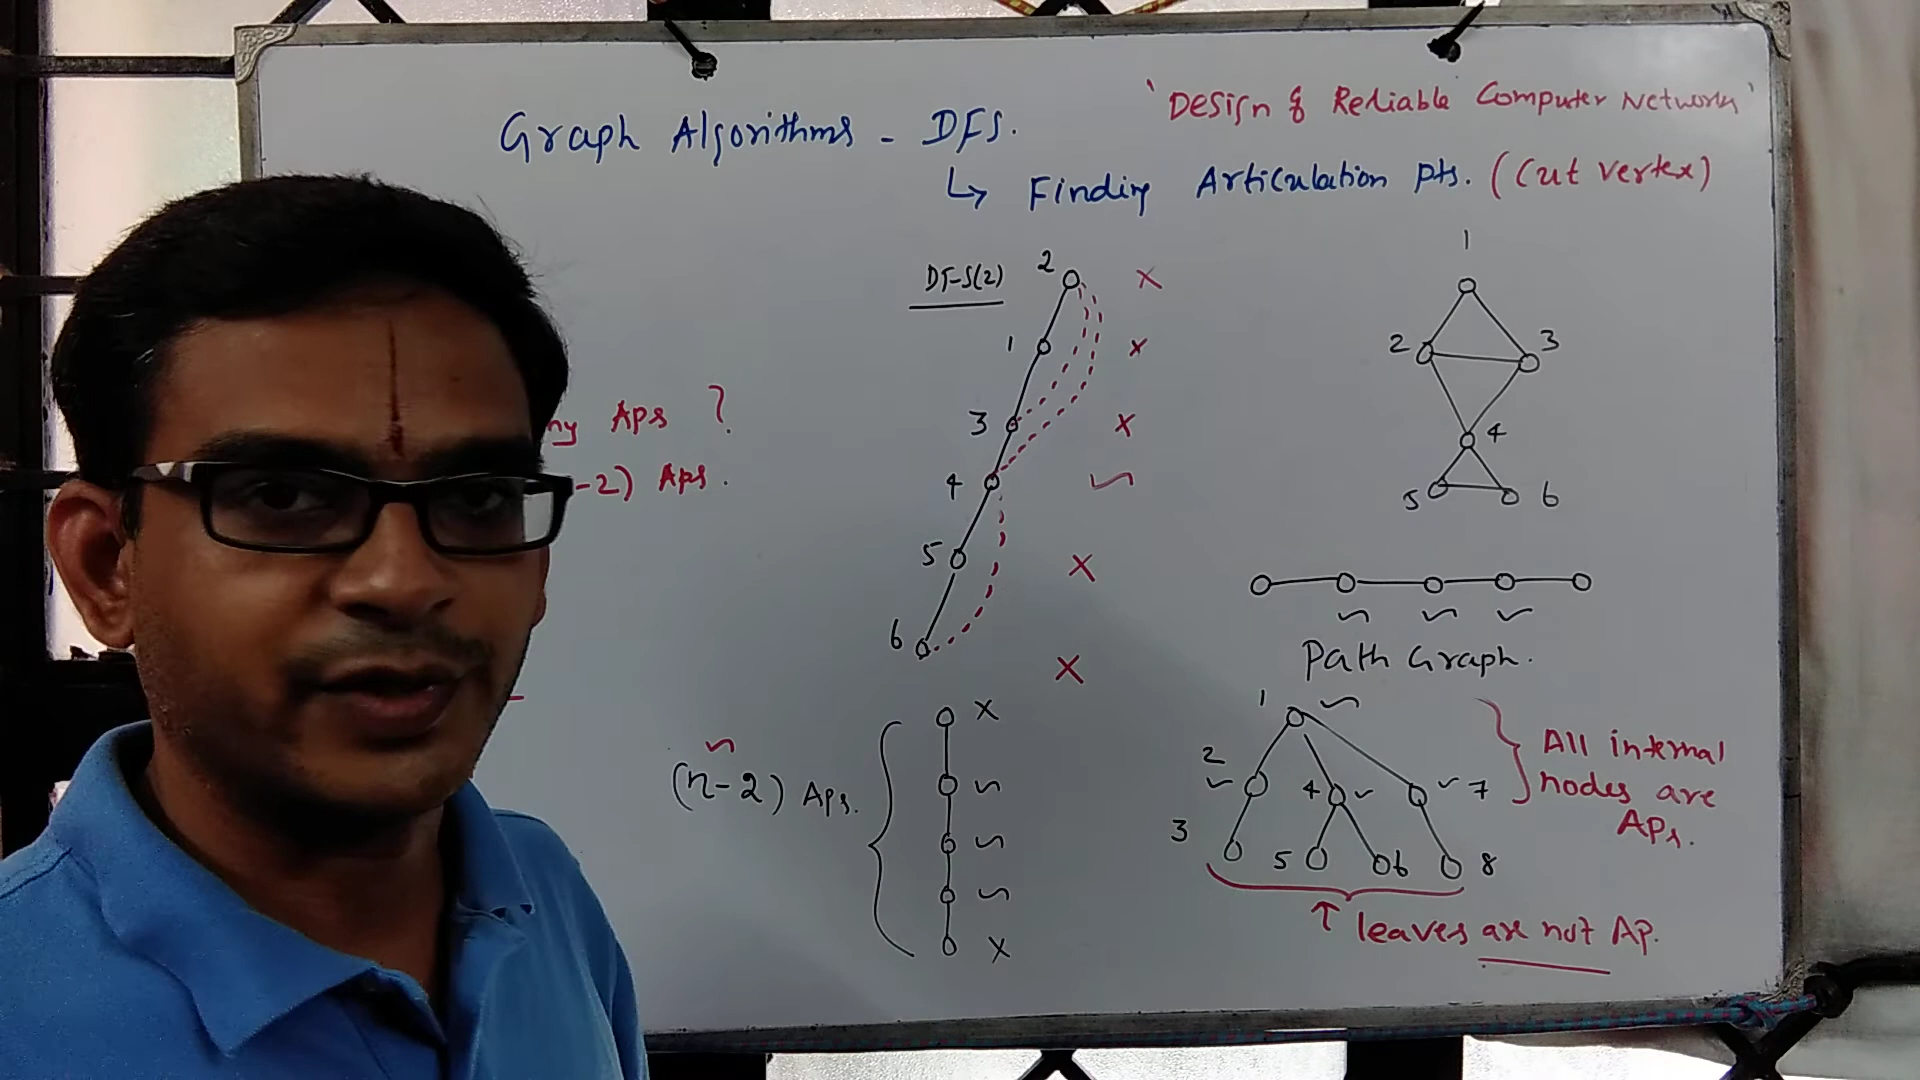 'Design of Reliable Computer Network'
Graph Algorithms - DFS.
↳ Finding Articulation pts. (Cut vertex)
DFS(2)
2 X
1 X
3 X
4
5 X
6 X
Aps ?
-2) Aps.
1
2 3
4
5 6
Path Graph.
(n-2) Aps.
X
X
1
2 4 7
3 5 6 8
All internal
nodes are
APs.
↑ leaves are not AP.